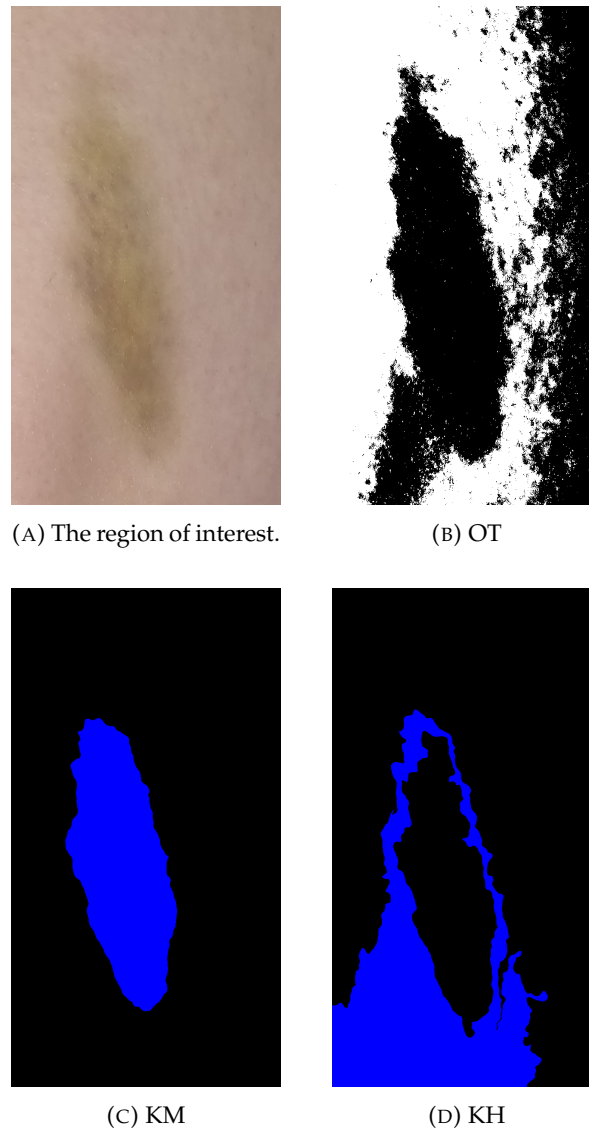 (A) The region of interest.
(B) OT
(C) KM
(D) KH